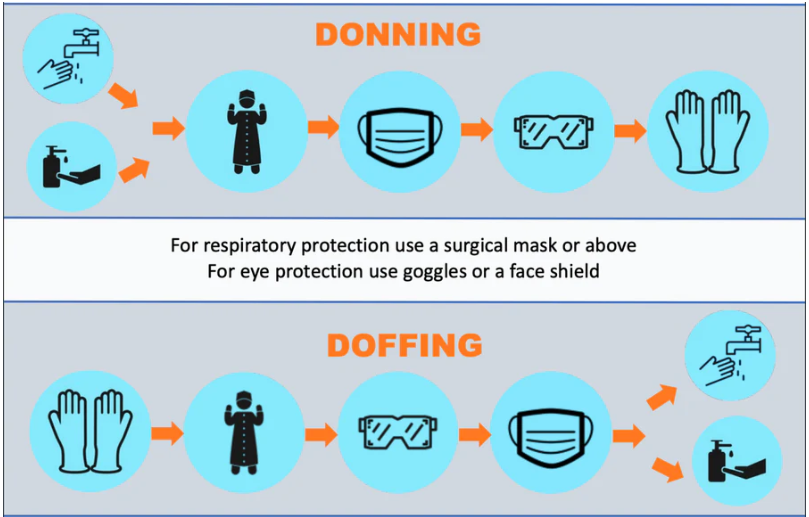 DONNING
For respiratory protection use a surgical mask or above
For eye protection use goggles or a face shield
DOFFING